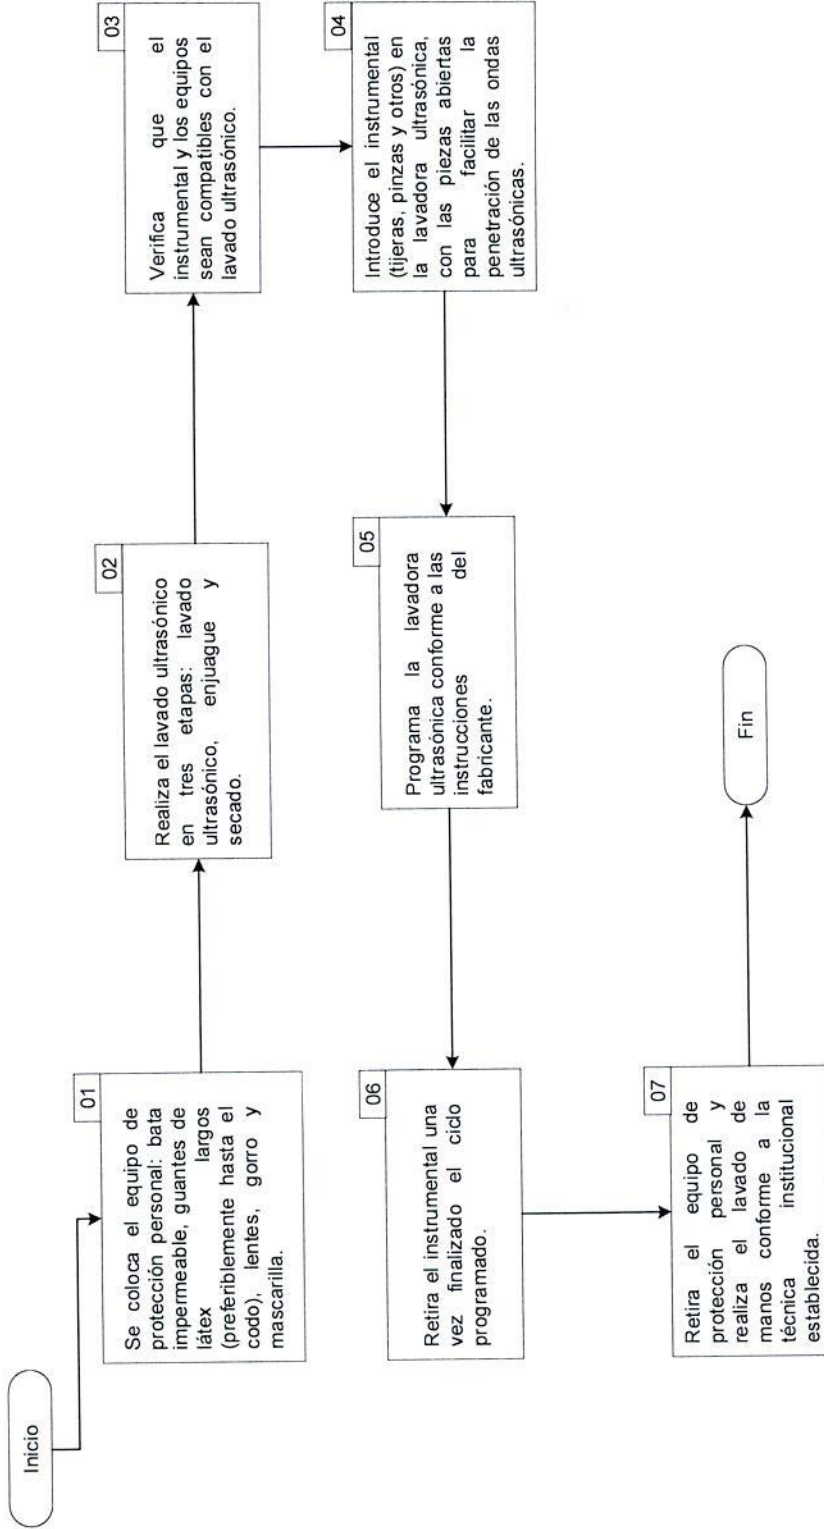 Inicio
01
Se coloca el equipo de
protección personal: bata
impermeable, guantes de
látex largos
(preferiblemente hasta el
codo), lentes, gorro y
mascarilla.
02
Realiza el lavado ultrasónico
en tres etapas: lavado
ultrasónico, enjuague y
secado.
03
Verifica que el
instrumental y los equipos
sean compatibles con el
lavado ultrasónico.
04
Introduce el instrumental
(tijeras, pinzas y otros) en
la lavadora ultrasónica,
con las piezas abiertas
para facilitar la
penetración de las ondas
ultrasónicas.
05
Programa la lavadora
ultrasónica conforme a las
instrucciones del
fabricante.
06
Retira el instrumental una
vez finalizado el ciclo
programado.
07
Retira el equipo de
protección personal y
realiza el lavado de
manos conforme a la
técnica institucional
establecida.
Fin